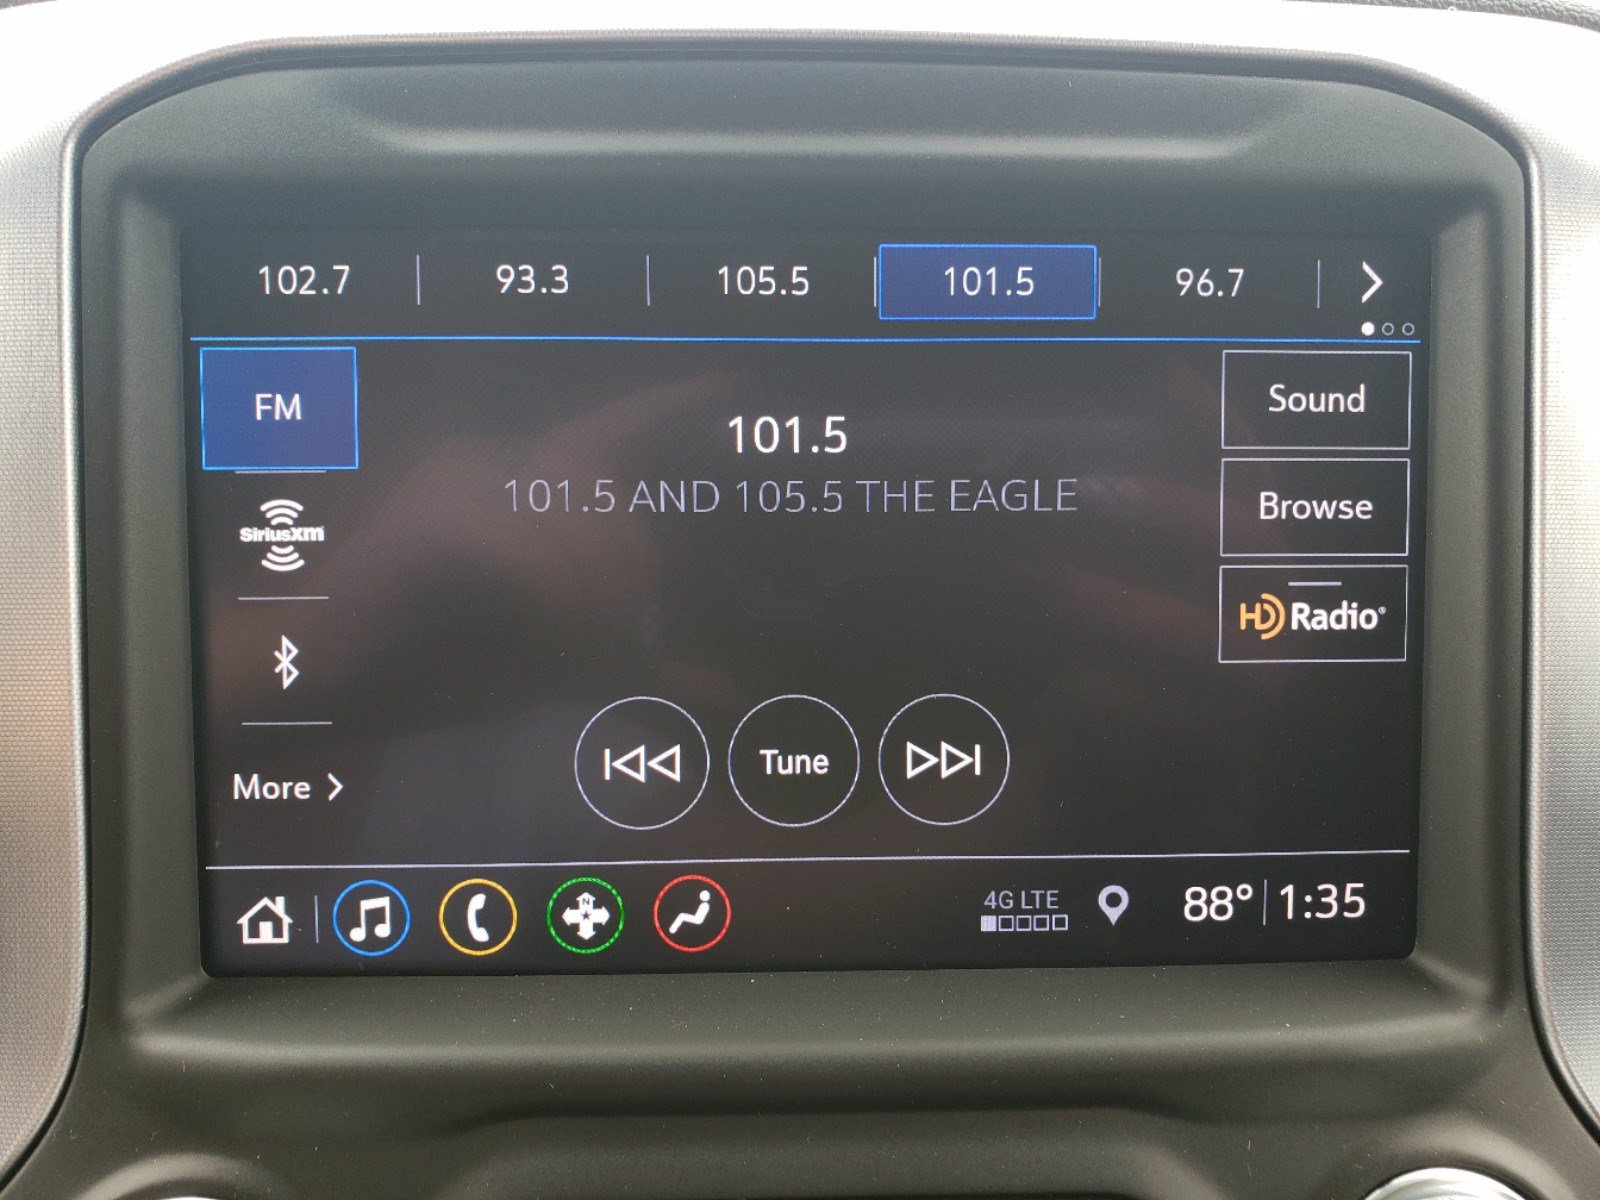 102.7 93.3 105.5 101.5 96.7
FM
101.5
101.5 AND 105.5 THE EAGLE
Sound
SiriusXM
Browse
HD Radio®
More
Tune
N
4G LTE
88° 1:35